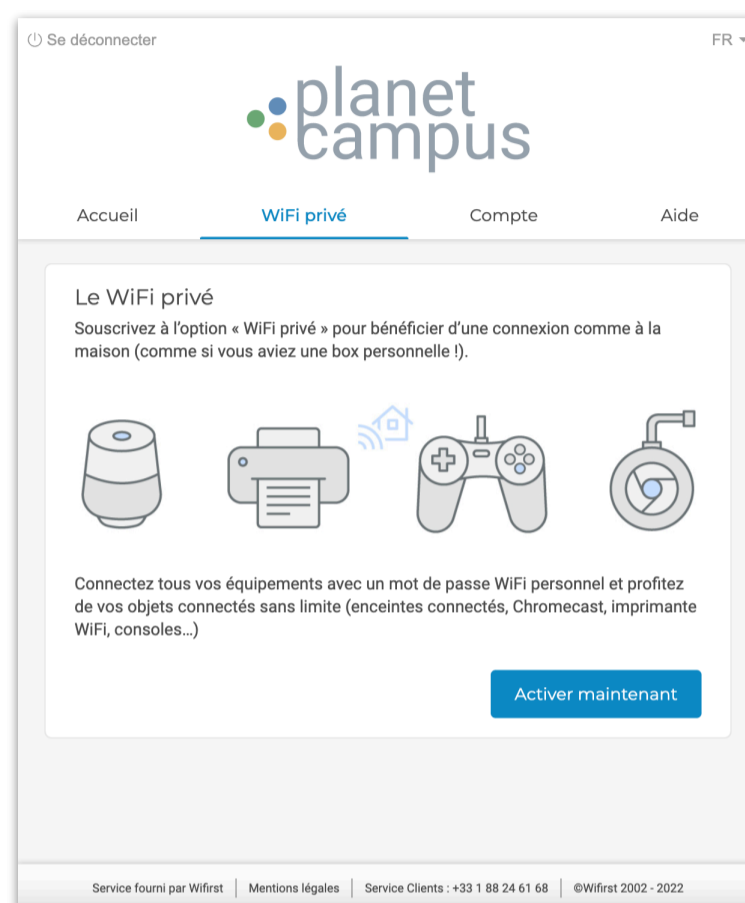 Se déconnecter
FR
planet
campus
Accueil
WiFi privé
Compte
Aide
Le WiFi privé
Souscrivez à l’option « WiFi privé » pour bénéficier d’une connexion comme à la
maison (comme si vous aviez une box personnelle !).
Connectez tous vos équipements avec un mot de passe WiFi personnel et profitez
de vos objets connectés sans limite (enceintes connectés, Chromecast, imprimante
WiFi, consoles...)
Activer maintenant
Service fourni par Wifirst | Mentions légales | Service Clients : +33 1 88 24 61 68 | ©Wifirst 2002 - 2022